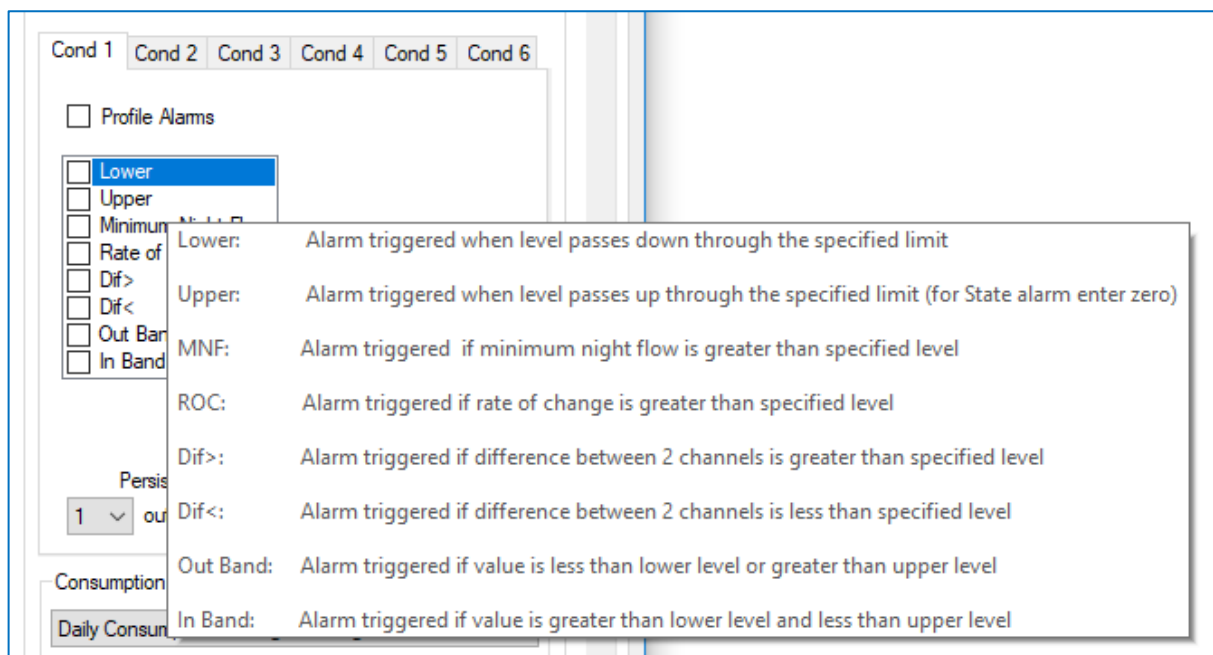 Cond 1 Cond 2 Cond 3 Cond 4 Cond 5 Cond 6
Profile Alarms
Lower
Upper
Minimum
Rate of
Dif>
Dif<
Out
In Band
Lower: Alarm triggered when level passes down through the specified limit
Upper: Alarm triggered when level passes up through the specified limit (for State alarm enter zero)
MNF: Alarm triggered if minimum night flow is greater than specified level
ROC: Alarm triggered if rate of change is greater than specified level
Dif>: Alarm triggered if difference between 2 channels is greater than specified level
Dif<: Alarm triggered if difference between 2 channels is less than specified level
Out Band: Alarm triggered if value is less than lower level or greater than upper level
In Band: Alarm triggered if value is greater than lower level and less than upper level
1
Consumption
Daily